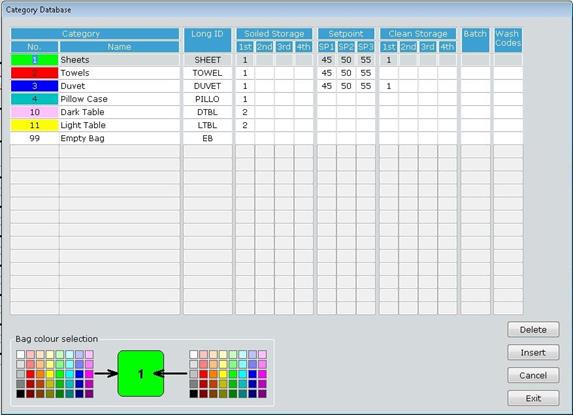 Category Database
Category Long ID Soiled Storage Setpoint Clean Storage Batch Wash Codes
No. Name 1st 2nd 3rd 4th SP1 SP2 SP3 1st 2nd 3rd 4th
1 Sheets SHEET 1 45 50 55 1
2 Towels TOWEL 1 45 50 55
3 Duvet DUVET 1 45 50 55 1
4 Pillow Case PILLO 1
10 Dark Table DTBL 2
11 Light Table LTBL 2
99 Empty Bag EB
Bag colour selection
1
Delete
Insert
Cancel
Exit